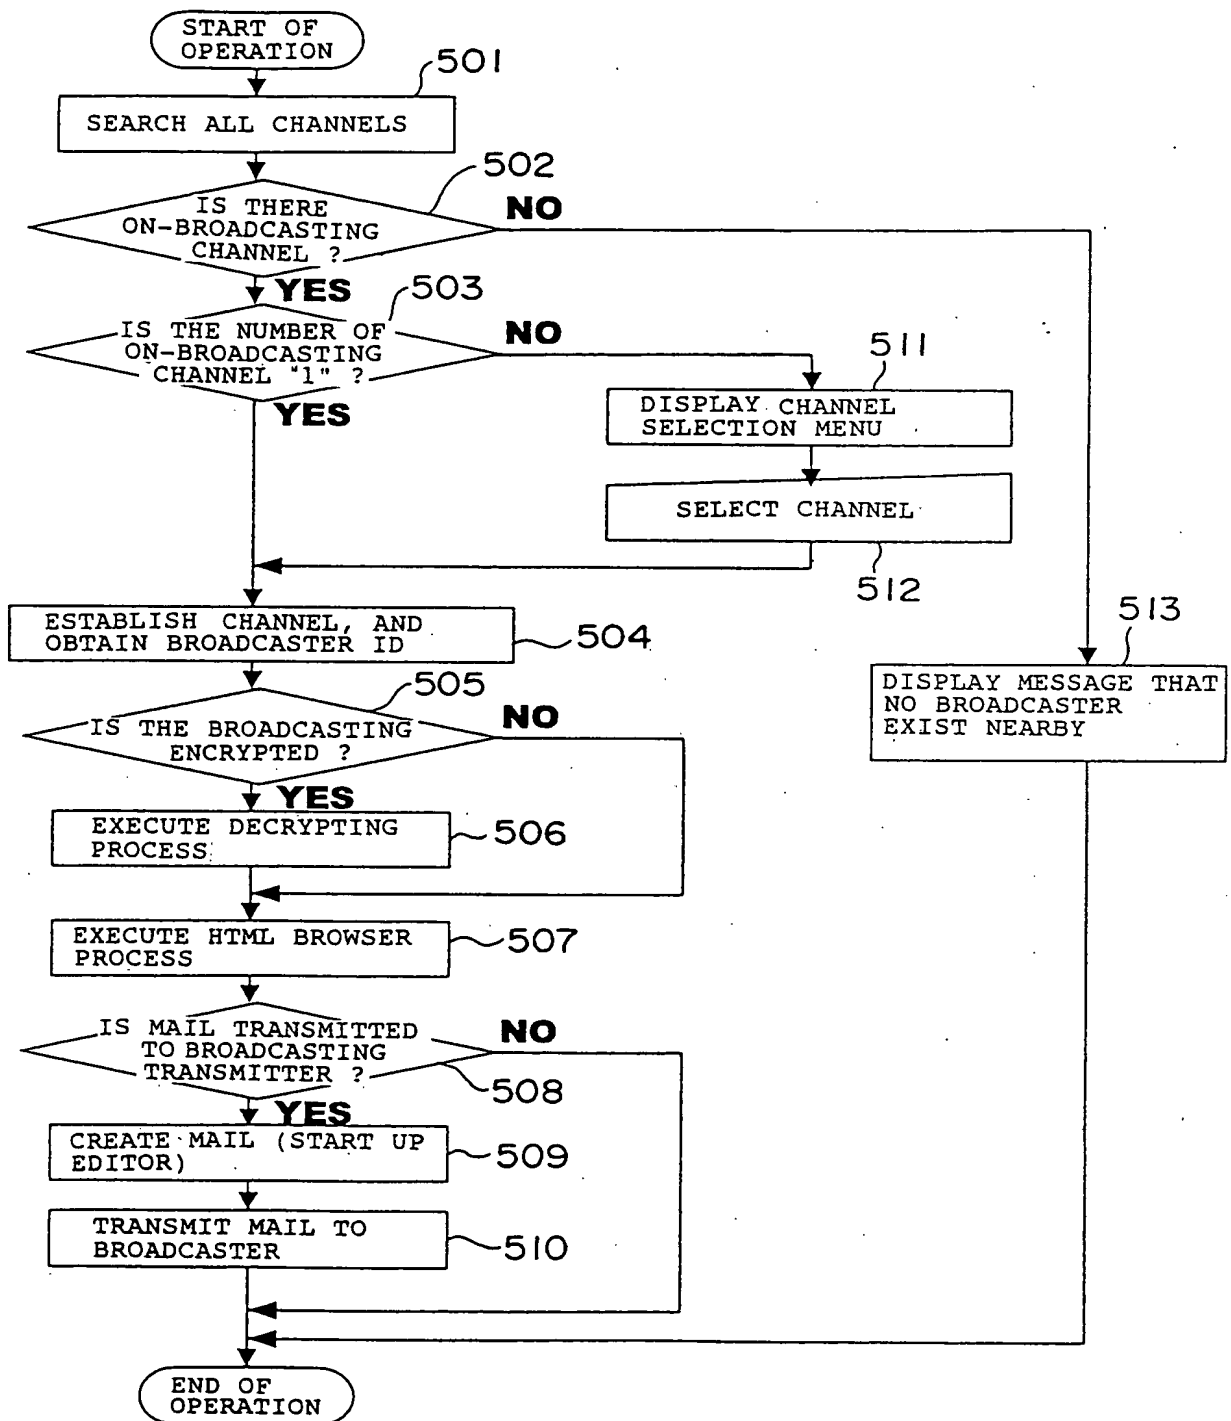 START OF
OPERATION
501
SEARCH ALL CHANNELS
502
IS THERE
ON-BROADCASTING
CHANNEL ?
NO
YES
503
IS THE NUMBER OF
ON-BROADCASTING
CHANNEL "1" ?
NO
YES
511
DISPLAY CHANNEL
SELECTION MENU
SELECT CHANNEL
512
ESTABLISH CHANNEL, AND
OBTAIN BROADCASTER ID
504
513
DISPLAY MESSAGE THAT
NO BROADCASTER
EXIST NEARBY
505
IS THE BROADCASTING
ENCRYPTED ?
NO
YES
EXECUTE DECRYPTING
PROCESS
506
EXECUTE HTML BROWSER
PROCESS
507
IS MAIL TRANSMITTED
TO BROADCASTING
TRANSMITTER ?
NO
508
YES
CREATE MAIL (START UP
EDITOR)
509
TRANSMIT MAIL TO
BROADCASTER
510
END OF
OPERATION